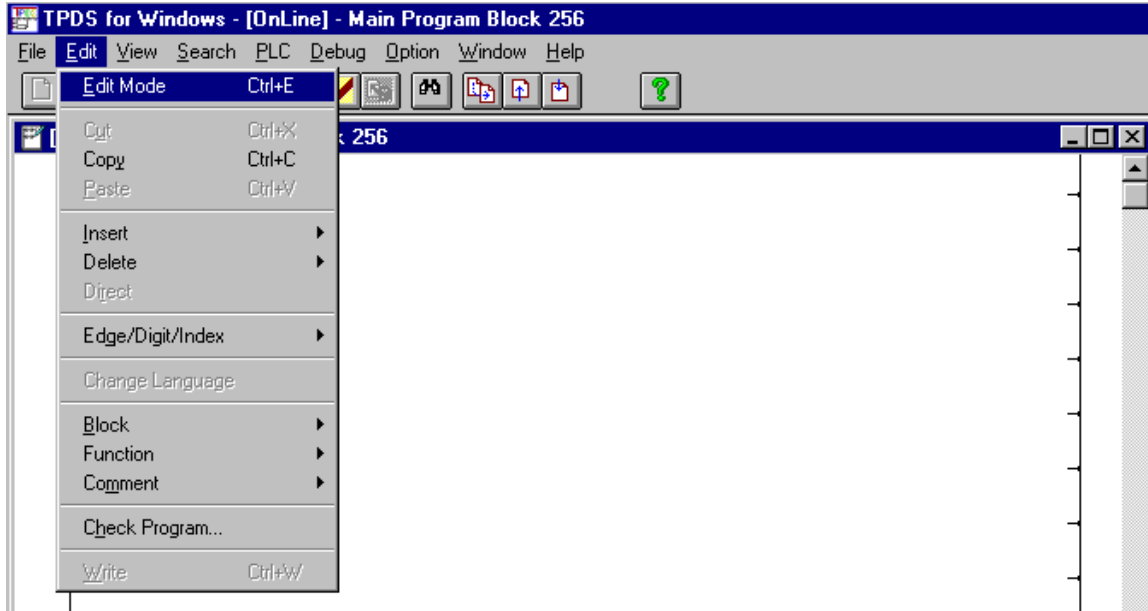 TPDS for Windows - [OnLine] - Main Program Block 256
File Edit View Search PLC Debug Option Window Help
Edit Mode Ctrl+E
Cut Ctrl+X
256
Copy Ctrl+C
Paste Ctrl+V
Insert
Delete
Direct
Edge/Digit/Index
Change Language
Block
Function
Comment
Check Program...
Write Ctrl+W